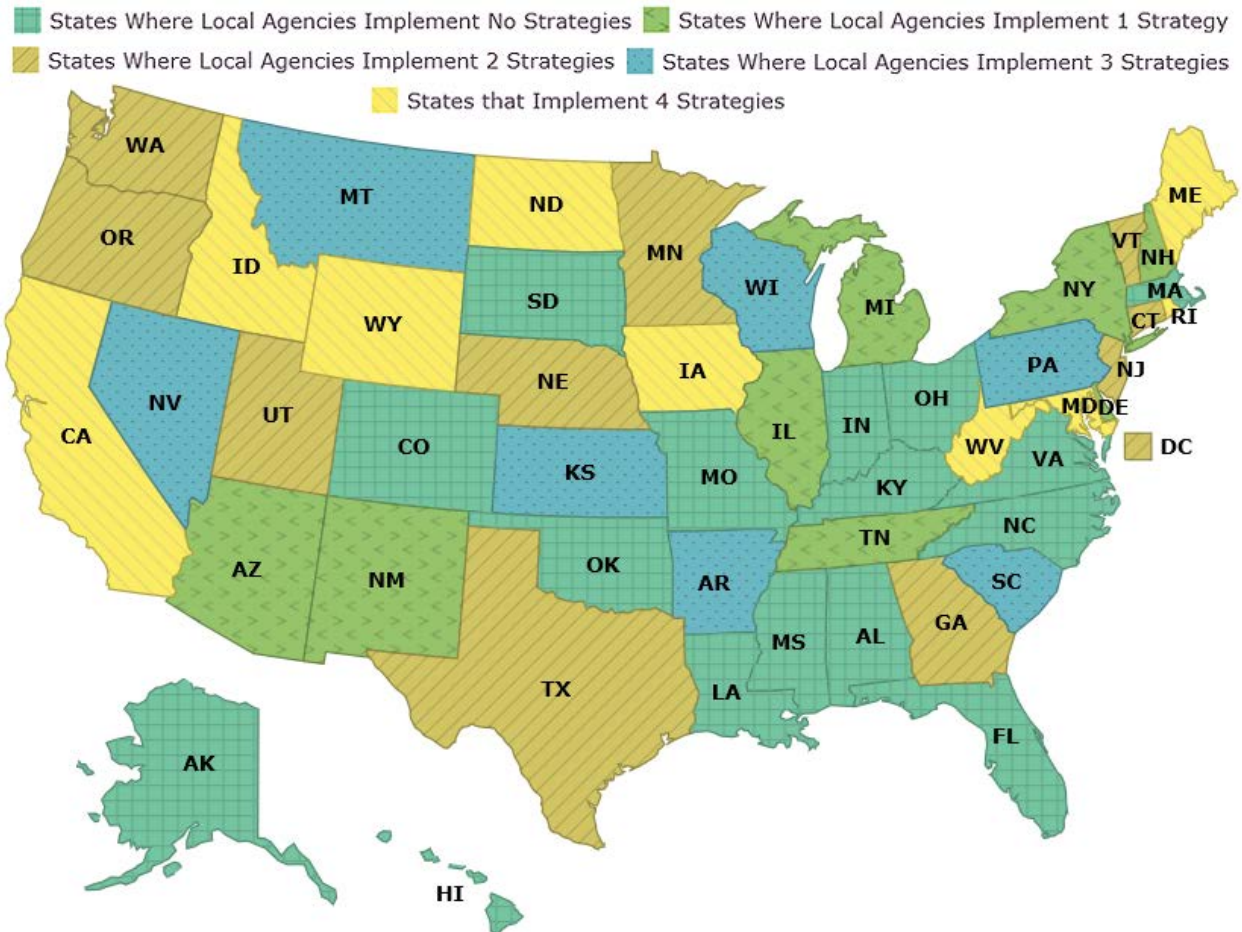 States Where Local Agencies Implement No Strategies
States Where Local Agencies Implement 1 Strategy
States Where Local Agencies Implement 2 Strategies
States Where Local Agencies Implement 3 Strategies
States that Implement 4 Strategies
WA
MT
ND
ME
OR
ID
MN
VT
NH
SD
WI
MI
NY
MA
WY
CT
RI
NE
IA
PA
NJ
NV
UT
CO
IL
IN
OH
MD
DE
CA
KS
MO
WV
VA
DC
KY
NC
AZ
NM
OK
TN
AR
SC
MS
AL
GA
TX
LA
FL
AK
HI